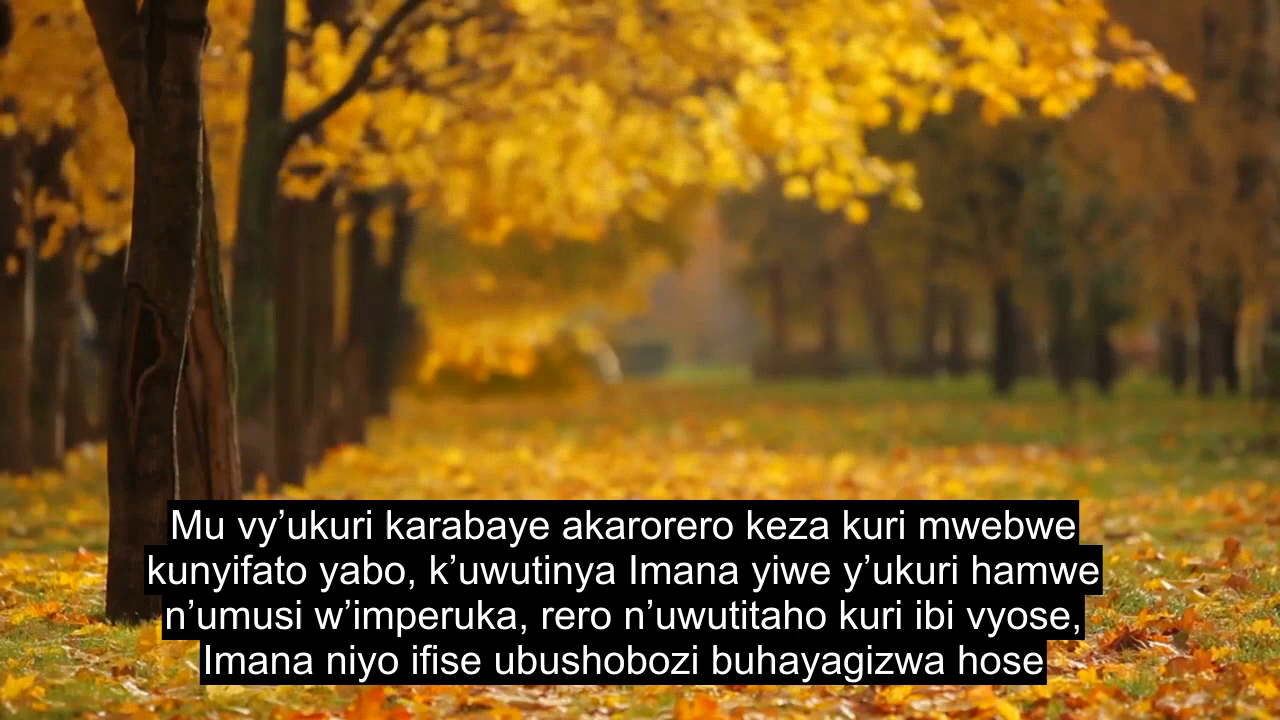 Mu vy’ukuri karabaye akarorero keza kuri mwebwe
kunyifato yabo, k’uwutinya Imana yiwe y’ukuri hamwe
n’umusi w’imperuka, rero n’uwutitaho kuri ibi vyose,
Imana niyo ifise ubushobozi buhayagizwa hose